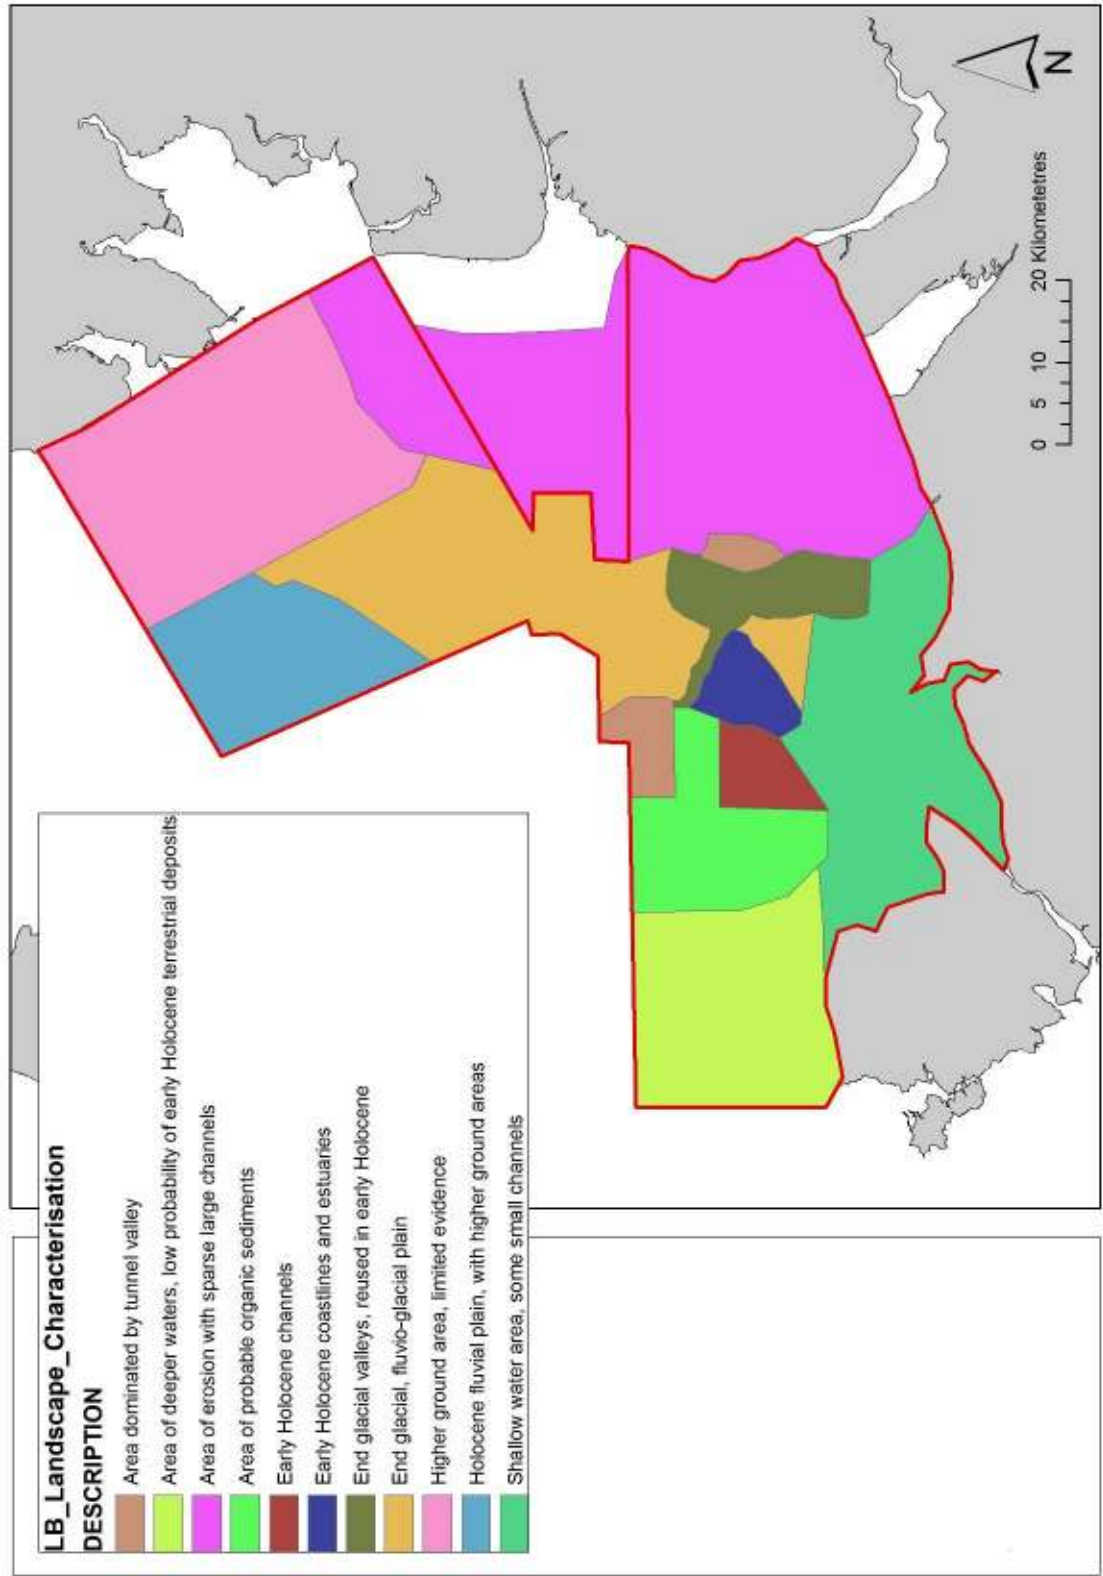 LB_Landscape_Characterisation
DESCRIPTION
Area dominated by tunnel valley
Area of deeper waters, low probability of early Holocene terrestrial deposits
Area of erosion with sparse large channels
Area of probable organic sediments
Early Holocene channels
Early Holocene coastlines and estuaries
End glacial valleys, reused in early Holocene
End glacial, fluvio-glacial plain
Higher ground area, limited evidence
Holocene fluvial plain, with higher ground areas
Shallow water area, some small channels
0 5 10 20 Kilometetres
N